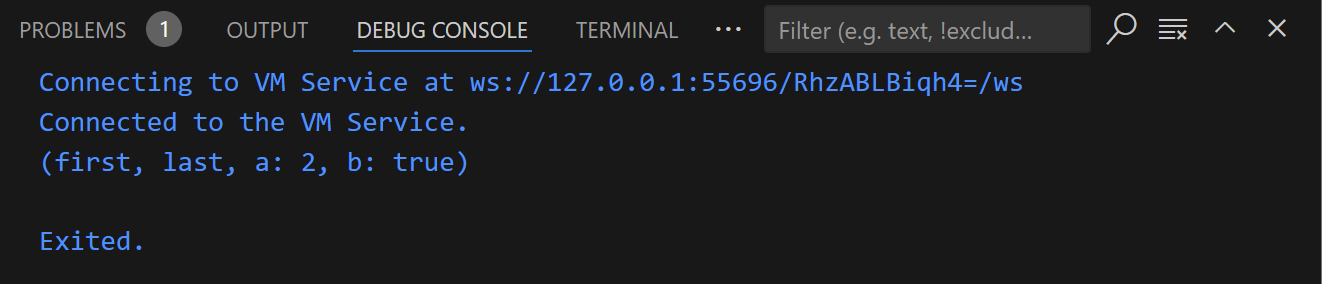 PROBLEMS 1 OUTPUT DEBUG CONSOLE TERMINAL ··· Filter (e.g. text, !exclud...
Connecting to VM Service at ws://127.0.0.1:55696/RhzABLBiqh4=/ws
Connected to the VM Service.
(first, last, a: 2, b: true)
Exited.